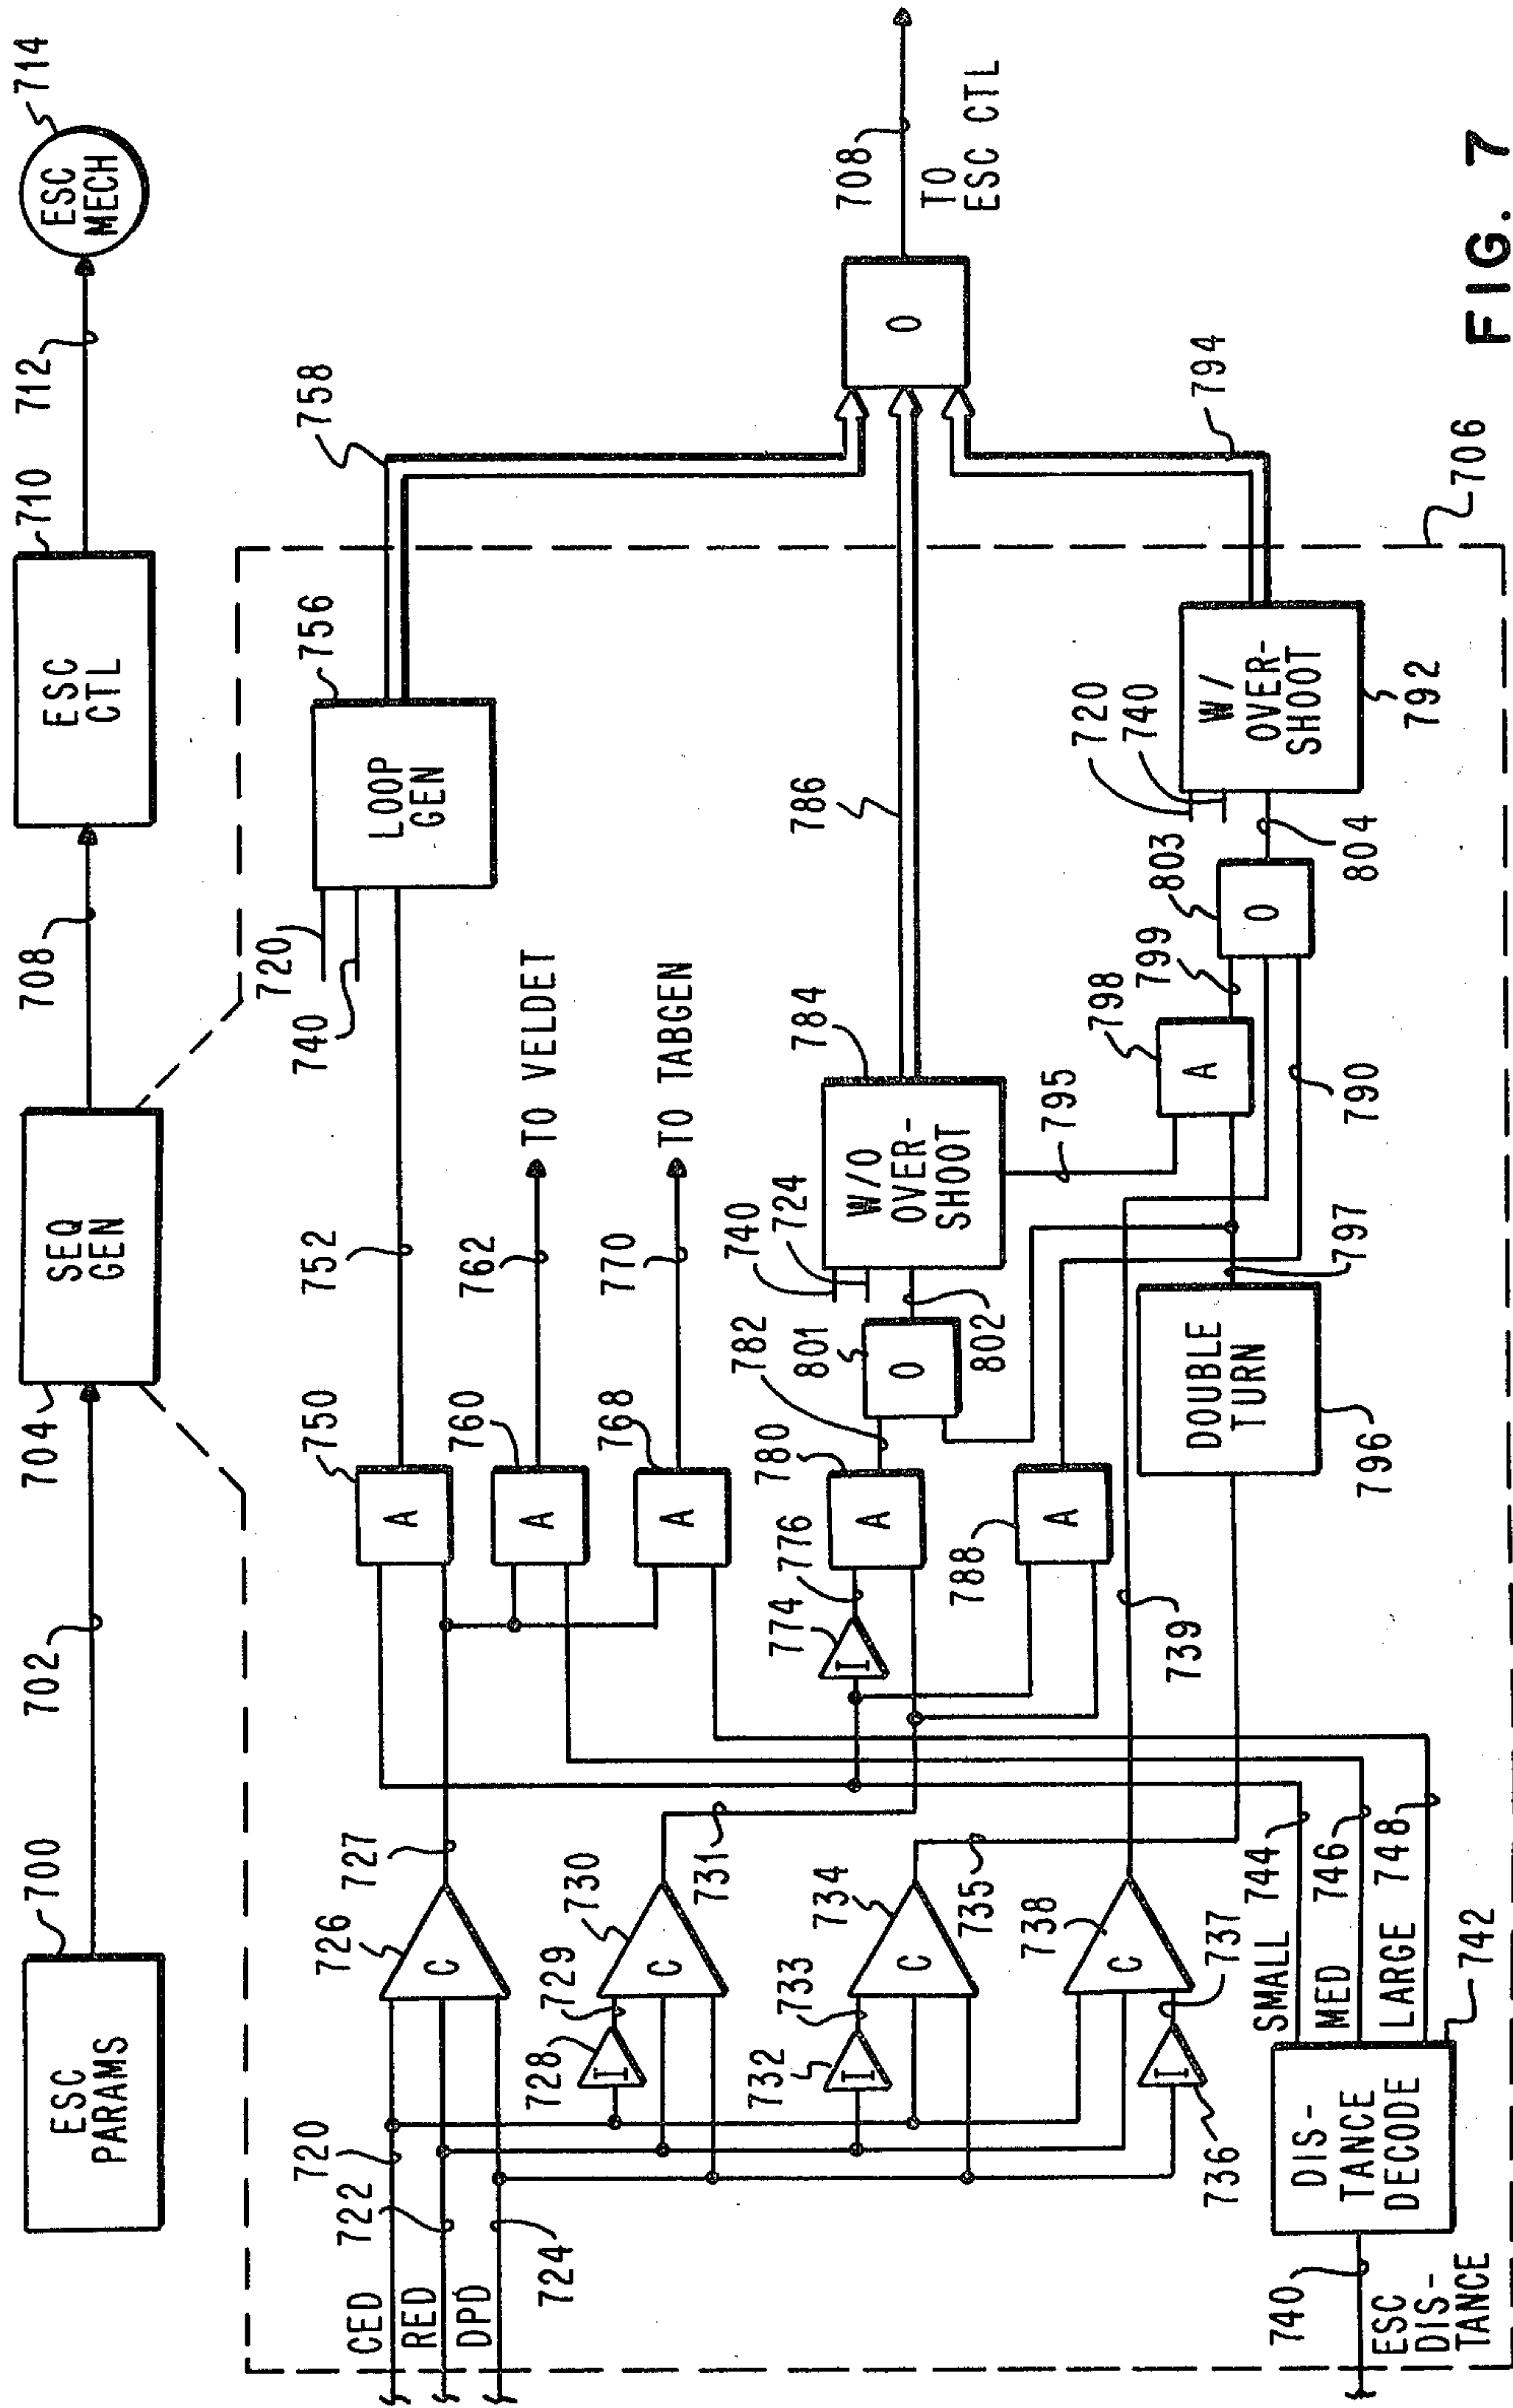 700
ESC
PARAMS
702
704
SEQ
GEN
708
710
ESC
CTL
712
714
ESC
MECH
CED
720
RED
722
DPD
724
726
C
727
728
I
729
730
C
731
732
I
733
734
C
735
736
I
737
738
C
739
740
ESC
DIS-
TANCE
DIS-
TANCE
DECODE
742
SMALL
744
MED
746
LARGE
748
750
A
752
720
740
LOOP
GEN
756
758
760
A
762
TO VELDET
768
A
770
TO TABGEN
774
I
776
780
A
782
801
O
802
740
724
W/O
OVER-
SHOOT
784
786
788
A
790
DOUBLE
TURN
796
797
795
798
A
799
803
O
804
720
740
W/
OVER-
SHOOT
792
794
O
708
TO
ESC CTL
706
FIG. 7